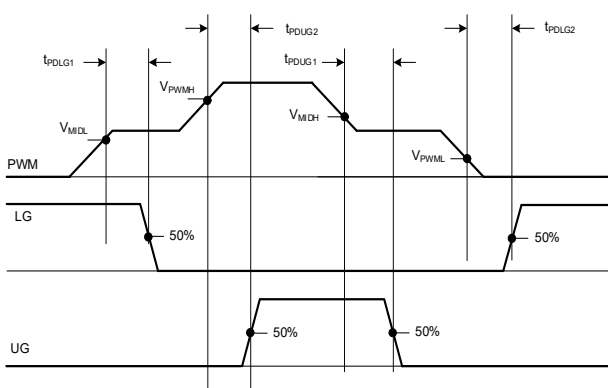 tPDUG2
tPDLG2
tPDLG1
tPDUG1
VPWMH
VMIDH
VMIDL
VPWML
PWM
LG
50%
50%
50%
50%
UG